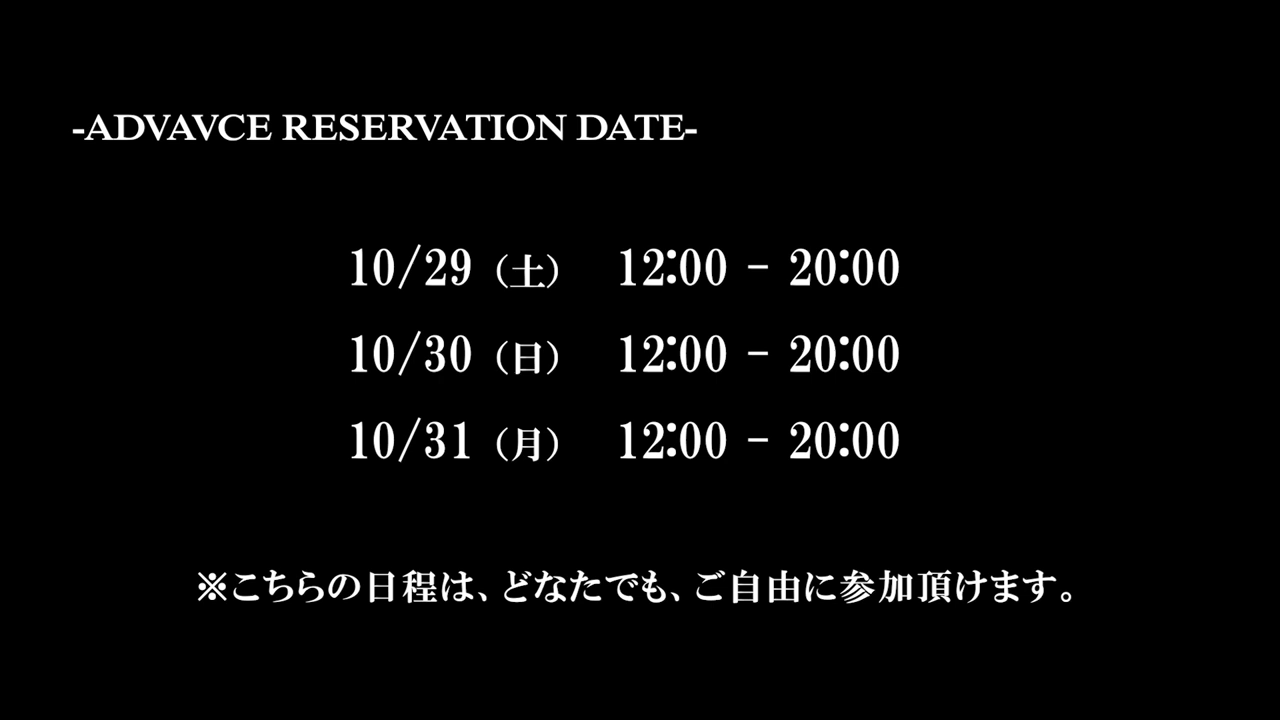 -ADVAVCE RESERVATION DATE-
10/29（土） 12:00 - 20:00
10/30（日） 12:00 - 20:00
10/31（月） 12:00 - 20:00
※こちらの日程は、どなたでも、ご自由に参加頂けます。